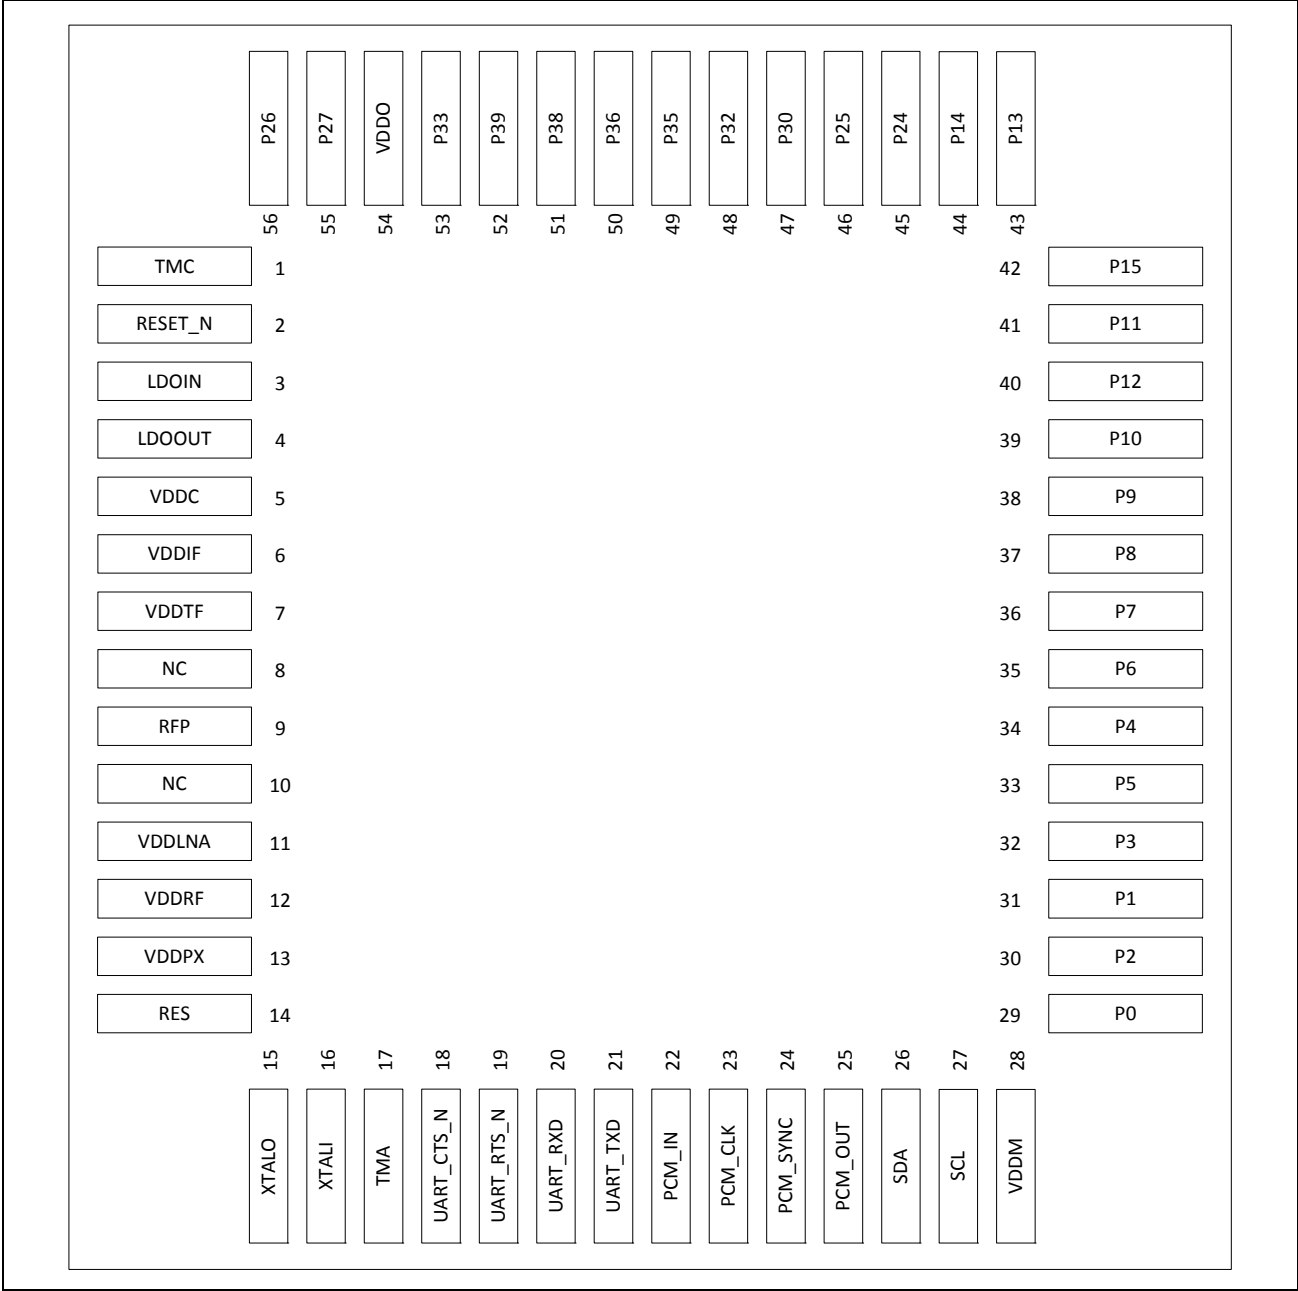 P26 P27 VDDO P33 P39 P38 P36 P35 P32 P30 P25 P24 P14 P13
56 55 54 53 52 51 50 49 48 47 46 45 44 43
TMC 1 42 P15
RESET_N 2 41 P11
LDOIN 3 40 P12
LDOOUT 4 39 P10
VDDC 5 38 P9
VDDIF 6 37 P8
VDDTF 7 36 P7
NC 8 35 P6
RFP 9 34 P4
NC 10 33 P5
VDDLNA 11 32 P3
VDDRF 12 31 P1
VDDPX 13 30 P2
RES 14 29 P0
15 16 17 18 19 20 21 22 23 24 25 26 27 28
XTALO XTALI TMA UART_CTS_N UART_RTS_N UART_RXD UART_TXD PCM_IN PCM_CLK PCM_SYNC PCM_OUT SDA SCL VDDM